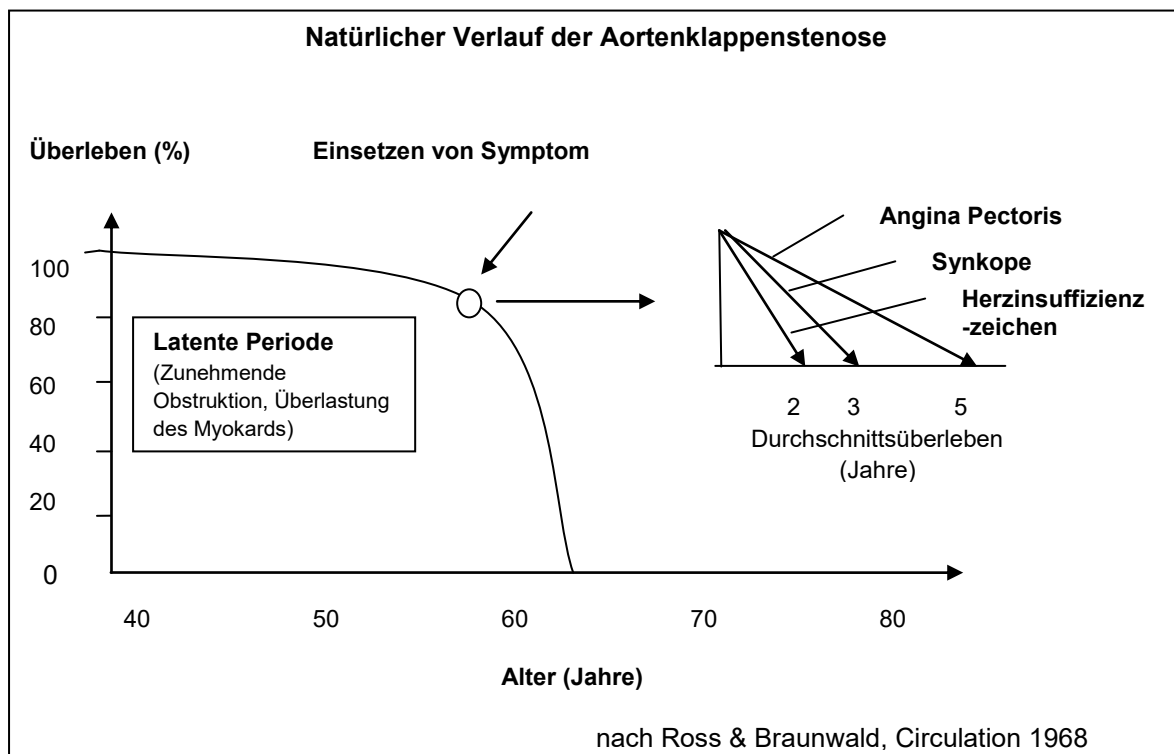 Natürlicher Verlauf der Aortenklappenstenose
Überleben (%)
Einsetzen von Symptom
Angina Pectoris
Synkope
Herzinsuffizienz
-zeichen
100
80
60
40
20
0
Latente Periode
(Zunehmende
Obstruktion, Überlastung
des Myokards)
2 3 5
Durchschnittsüberleben
(Jahre)
40 50 60 70 80
Alter (Jahre)
nach Ross & Braunwald, Circulation 1968